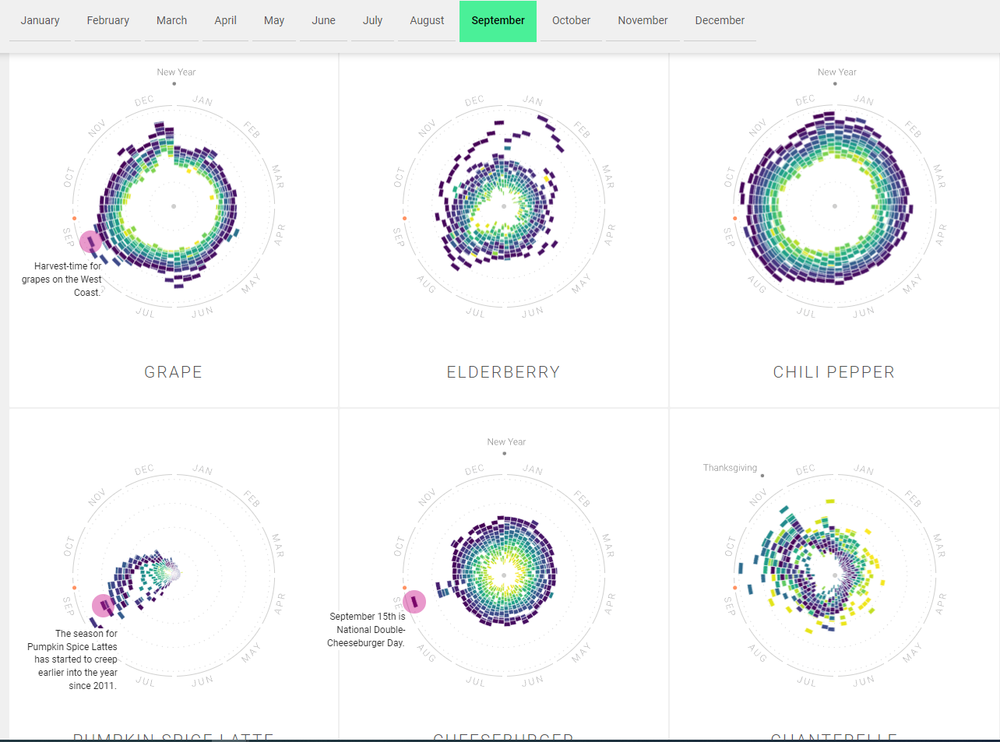 January February March April May June July August September October November December
New Year
DEC JAN
NOV FEB
OCT MAR
SEP APR
Harvest-time for
grapes on the West
Coast.
MAY
JUL JUN
GRAPE
DEC JAN
NOV FEB
OCT MAR
SEP APR
AUG MAY
JUL JUN
ELDERBERRY
New Year
DEC JAN
NOV FEB
OCT MAR
SEP APR
AUG MAY
JUL JUN
CHILI PEPPER
DEC JAN
NOV FEB
OCT MAR
SEP APR
The season for
Pumpkin Spice Lattes
has started to creep
earlier into the year
since 2011.
MAY
JUL JUN
PUMPKIN SPICE LATTE
New Year
DEC JAN
NOV FEB
OCT MAR
SEP APR
September 15th is
National Double-
Cheeseburger Day.
AUG MAY
JUL JUN
CHEESEBURGER
Thanksgiving
DEC JAN
NOV FEB
OCT MAR
SEP APR
AUG MAY
JUL JUN
CHANTERELLE